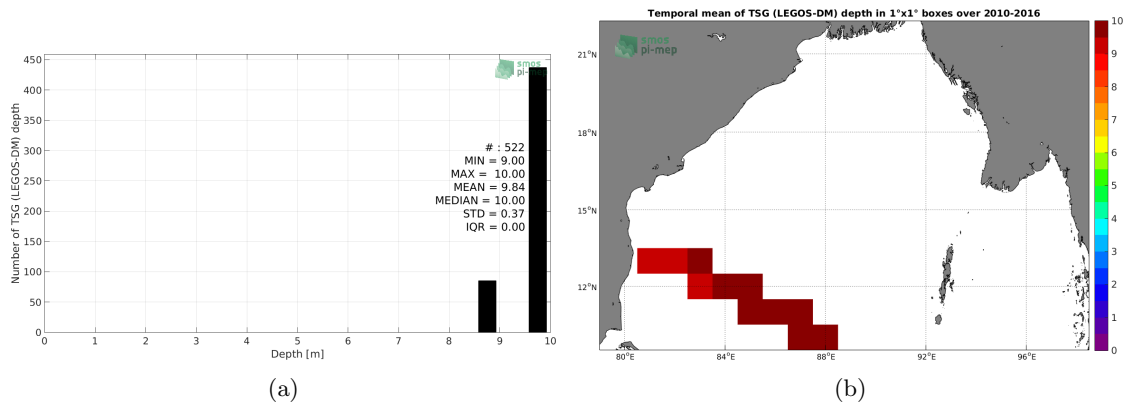 smos
pi-mep
Number of TSG (LEGOS-DM) depth
450
400
350
300
250
200
150
100
50
0
# : 522
MIN = 9.00
MAX = 10.00
MEAN = 9.84
MEDIAN = 10.00
STD = 0.37
IQR = 0.00
0 1 2 3 4 5 6 7 8 9 10
Depth [m]
(a)
Temporal mean of TSG (LEGOS-DM) depth in 1°x1° boxes over 2010-2016
smos
pi-mep
21°N
18°N
15°N
12°N
80°E 84°E 88°E 92°E 96°E
10
9
8
7
6
5
4
3
2
1
0
(b)